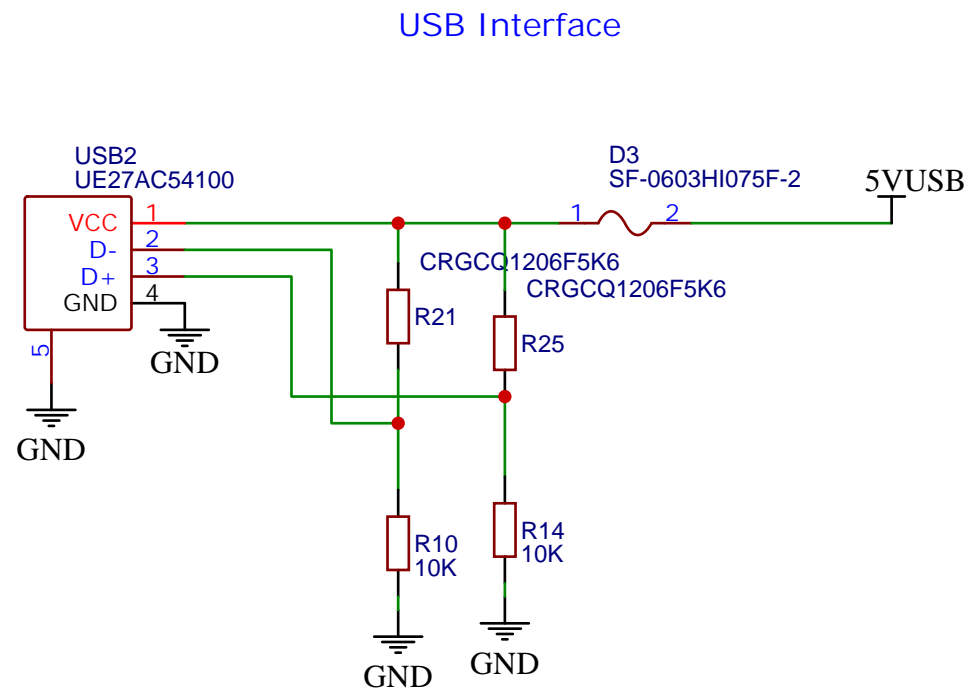 USB Interface
USB2
UE27AC54100
VCC
1
D-
2
D+
3
GND
4
5
GND
GND
D3
SF-0603HI075F-2
1
2
5VUSB
CRGCQ1206F5K6
CRGCQ1206F5K6
R21
R25
R10
10K
R14
10K
GND
GND